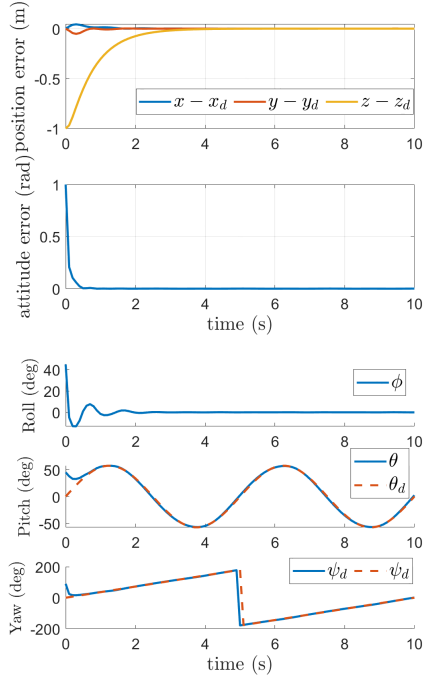 position error (m)
0
-0.5
-1
x − x_d y − y_d z − z_d
0 2 4 6 8 10
attitude error (rad)
1
0.5
0
0 2 4 6 8 10
time (s)
Roll (deg)
40
20
0
ϕ
0 2 4 6 8 10
Pitch (deg)
50
0
-50
θ
θ_d
0 2 4 6 8 10
Yaw (deg)
200
0
-200
ψ_d ψ_d
0 2 4 6 8 10
time (s)